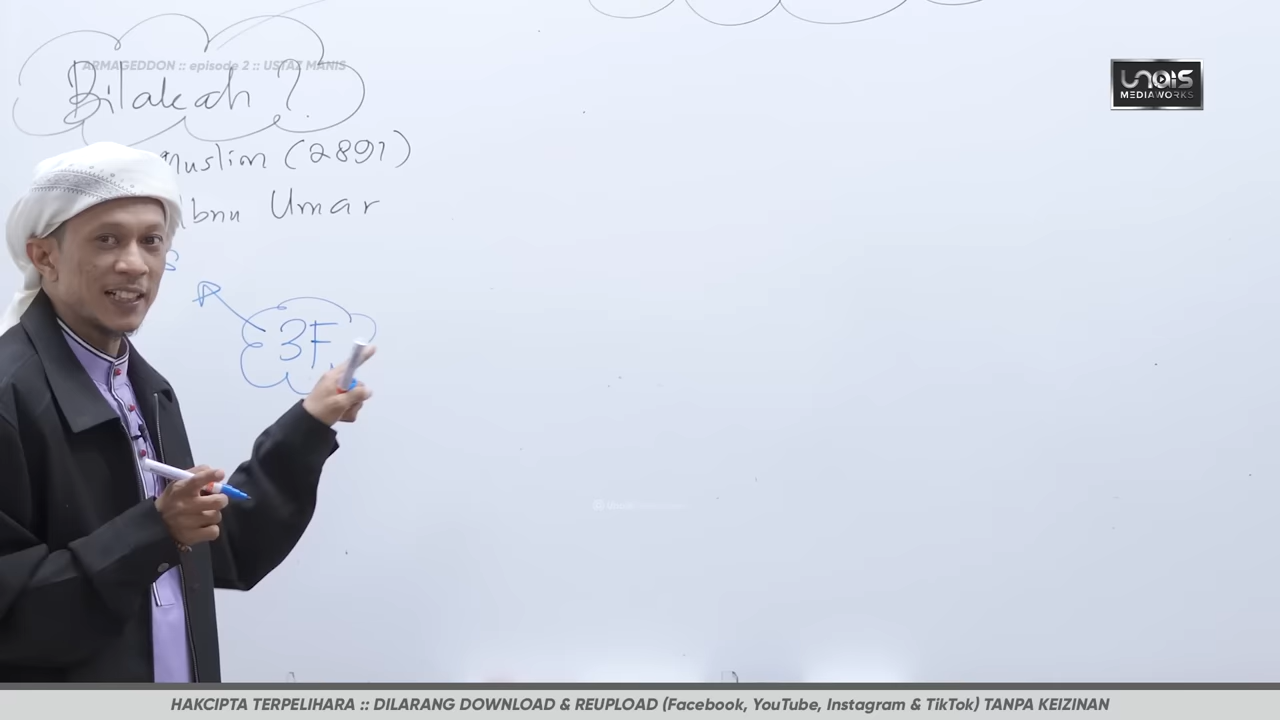 ARMAGEDDON :: episode 2 :: USTAZ MANIS
Bilakah ?
Muslim (2891)
Ibnu Umar
3F
UNAIS
MEDIAWORKS
HAKCIPTA TERPELIHARA :: DILARANG DOWNLOAD & REUPLOAD (Facebook, YouTube, Instagram & TikTok) TANPA KEIZINAN